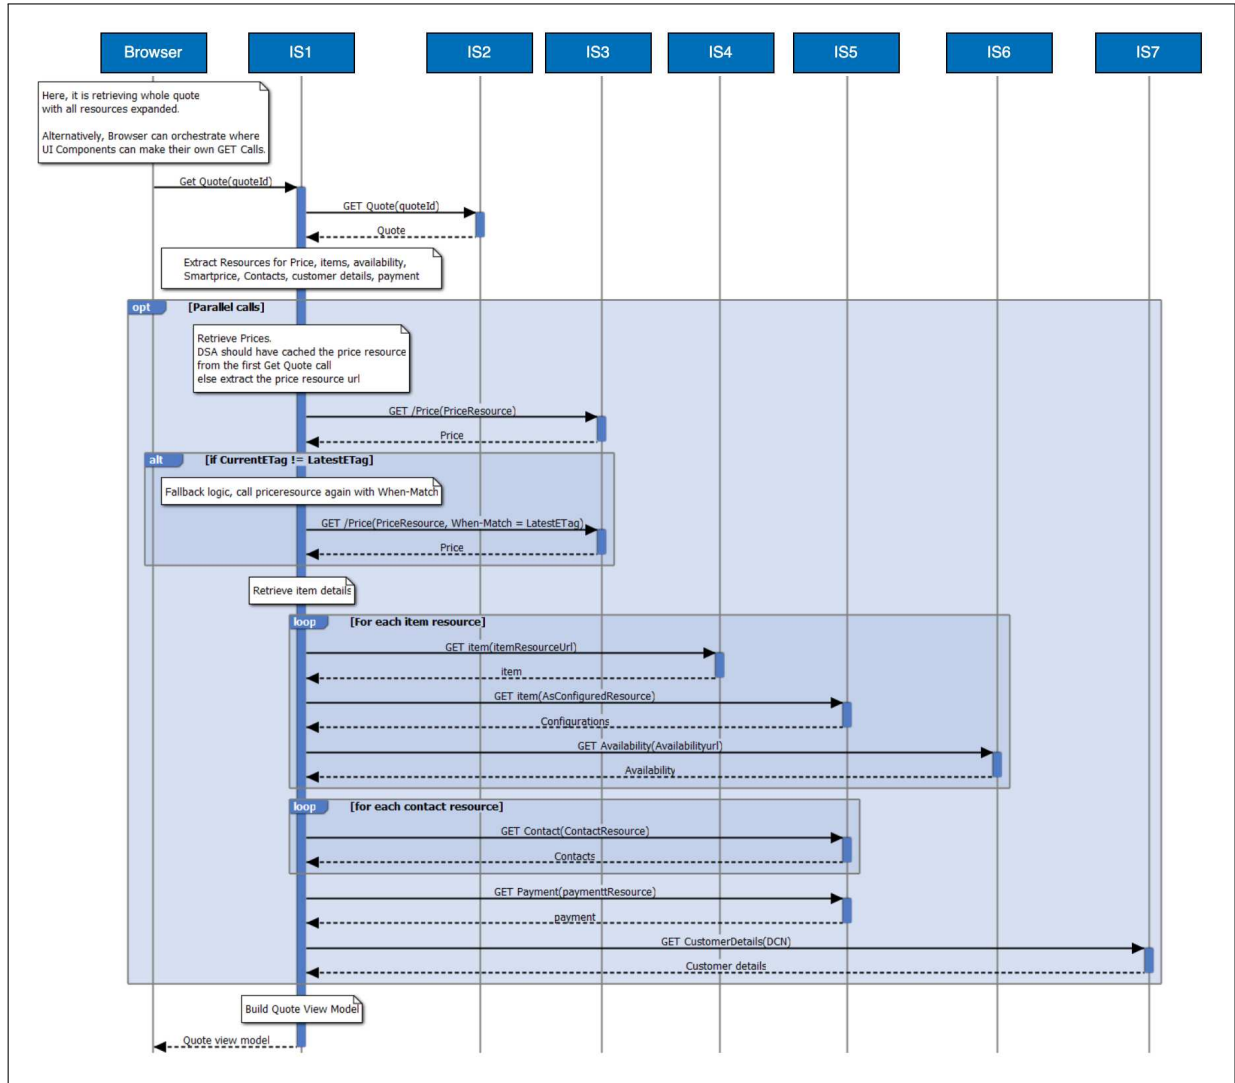 Browser IS1 IS2 IS3 IS4 IS5 IS6 IS7
Here, it is retrieving whole quote
with all resources expanded.
Alternatively, Browser can orchestrate where
UI Components can make their own GET Calls.
Get Quote(quoteId)
GET Quote(quoteId)
Quote
Extract Resources for Price, items, availability,
Smartprice, Contacts, customer details, payment
opt [Parallel calls]
Retrieve Prices.
DSA should have cached the price resource
from the first Get Quote call
else extract the price resource url
GET /Price(PriceResource)
Price
alt [if CurrentETag != LatestETag]
Fallback logic, call priceresource again with When-Match
GET /Price(PriceResource, When-Match = LatestETag)
Price
Retrieve item details
loop [For each item resource]
GET item(itemResourceUrl)
item
GET item(AsConfiguredResource)
Configurations
GET Availability(Availabilityurl)
Availability
loop [for each contact resource]
GET Contact(ContactResource)
Contacts
GET Payment(paymenttResource)
payment
GET CustomerDetails(DCN)
Customer details
Build Quote View Model
Quote view model